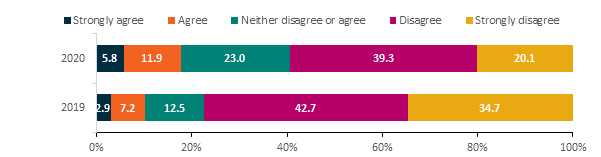 Strongly agree Agree Neither disagree or agree Disagree Strongly disagree
2020 5.8 11.9 23.0 39.3 20.1
2019 2.9 7.2 12.5 42.7 34.7
0% 20% 40% 60% 80% 100%